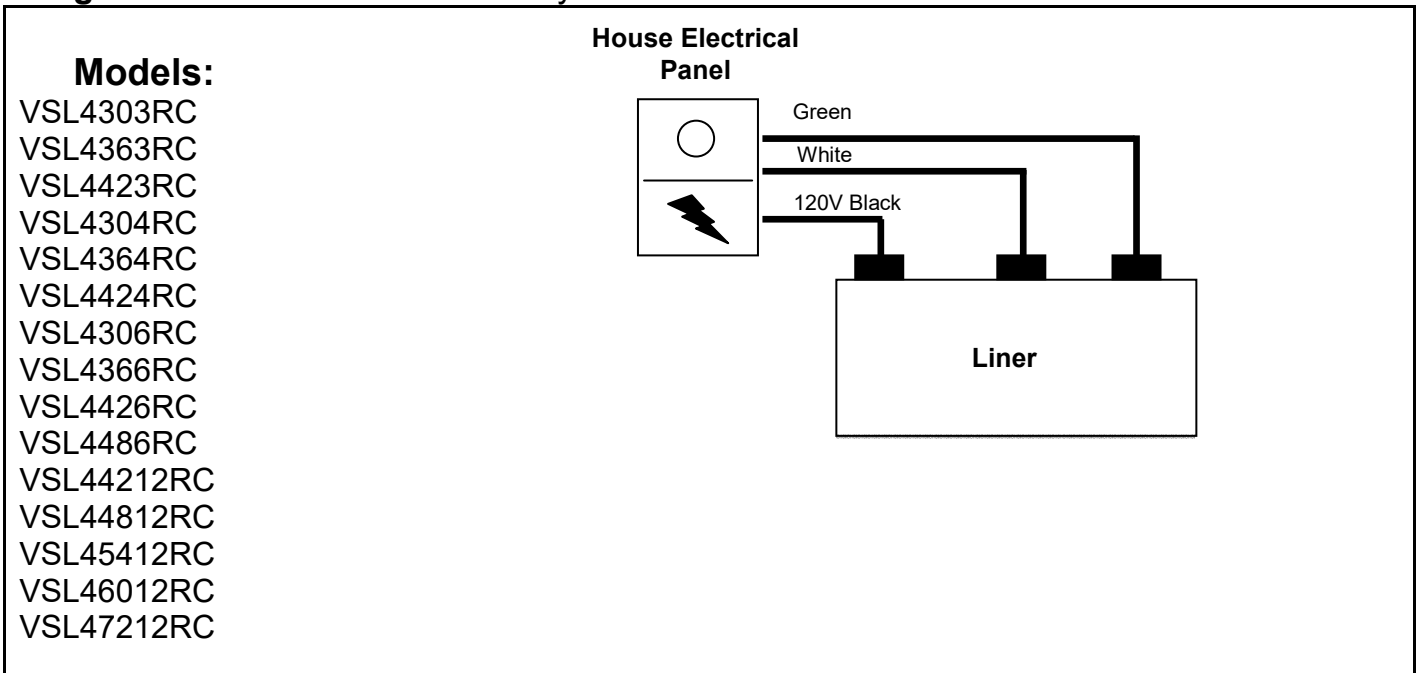 Models:
VSL4303RC
VSL4363RC
VSL4423RC
VSL4304RC
VSL4364RC
VSL4424RC
VSL4306RC
VSL4366RC
VSL4426RC
VSL4486RC
VSL44212RC
VSL44812RC
VSL45412RC
VSL46012RC
VSL47212RC
House Electrical
Panel
Green
White
120V Black
Liner